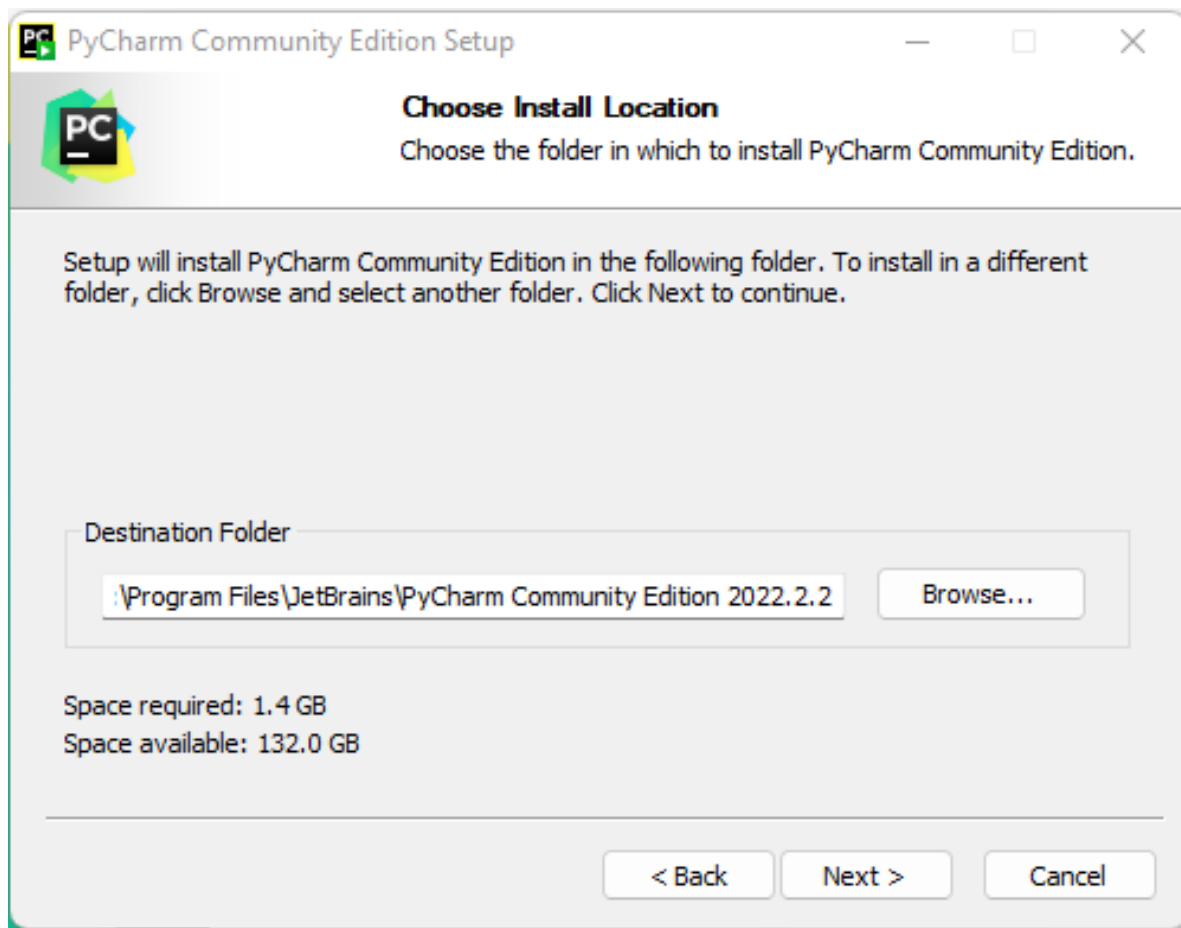 PyCharm Community Edition Setup
PC
Choose Install Location
Choose the folder in which to install PyCharm Community Edition.
Setup will install PyCharm Community Edition in the following folder. To install in a different
folder, click Browse and select another folder. Click Next to continue.
Destination Folder
:\Program Files\JetBrains\PyCharm Community Edition 2022.2.2
Browse...
Space required: 1.4 GB
Space available: 132.0 GB
< Back
Next >
Cancel